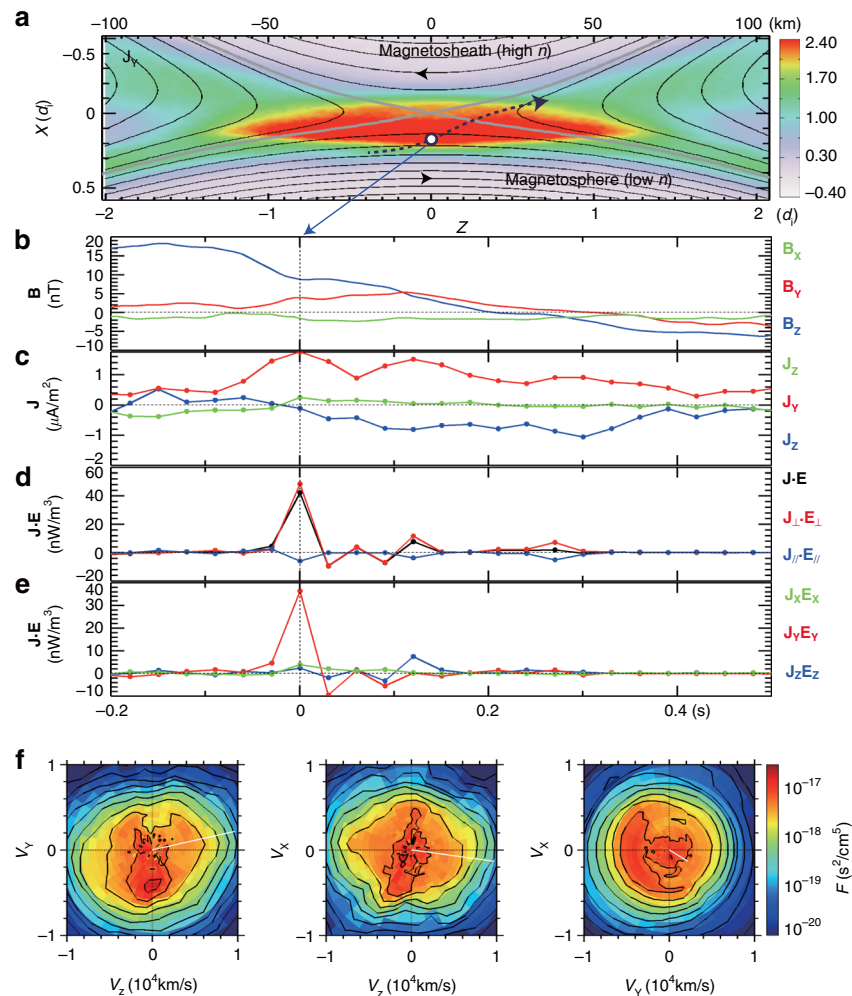 a
−100 −50 0 50 100 (km)
J_Y
Magnetosheath (high n)
X (d_i)
−0.5
0
0.5
Magnetosphere (low n)
2.40
1.70
1.00
0.30
−0.40
−2 −1 0 1 2 (d_i)
Z
b
B
(nT)
20
15
10
5
0
−5
−10
B_X
B_Y
B_Z
c
J
(μA/m²)
1
0
−1
−2
J_Z
J_Y
J_Z
d
J·E
(nW/m³)
60
40
20
0
−20
J·E
J_⊥·E_⊥
J_//·E_//
e
J·E
(nW/m³)
40
30
20
10
0
−10
J_XE_X
J_YE_Y
J_ZE_Z
−0.2 0 0.2 0.4 (s)
f
1
0
−1
V_Y
−1 0 1
V_Z (10⁴km/s)
1
0
−1
V_X
−1 0 1
V_Z (10⁴km/s)
1
0
−1
V_X
−1 0 1
V_Y (10⁴km/s)
10⁻¹⁷
10⁻¹⁸
10⁻¹⁹
10⁻²⁰
F (s²/cm⁵)